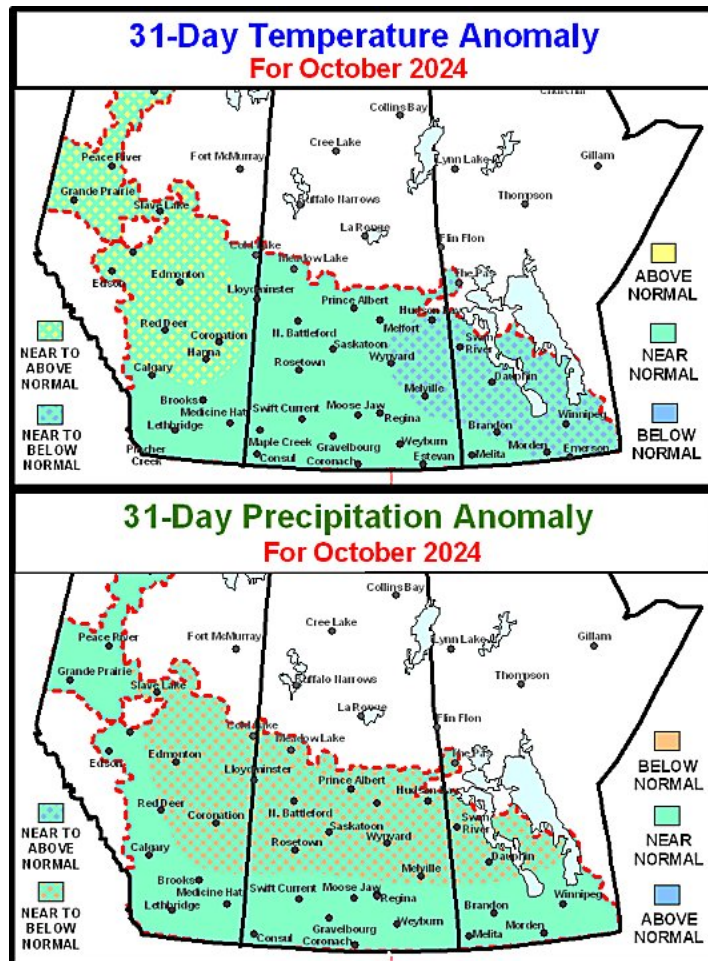 31-Day Temperature Anomaly
For October 2024
Collins Bay
Cree Lake
Peace River
Fort McMurray
Lynn Lake
Gillam
Grande Prairie
Buffalo Narrows
Thompson
Slave Lake
La Ronge
Flin Flon
Cold Lake
Meadow Lake
The Pas
Edson
Edmonton
Lloydminster
Prince Albert
Hudson Bay
ABOVE
NORMAL
Red Deer
Coronation
N. Battleford
Melfort
Swan
River
Saskatoon
Hanna
Rosetown
Wynyard
NEAR TO
ABOVE
NORMAL
NEAR
NORMAL
Calgary
Dauphin
Melville
Brooks
Medicine Hat
Swift Current
Moose Jaw
Regina
Winnipeg
NEAR TO
BELOW
NORMAL
BELOW
NORMAL
Lethbridge
Brandon
Maple Creek
Weyburn
Morden
Pincher
Creek
Gravelbourg
Consul
Coronach
Estevan
Melita
Emerson
31-Day Precipitation Anomaly
For October 2024
Collins Bay
Cree Lake
Peace River
Fort McMurray
Lynn Lake
Gillam
Grande Prairie
Buffalo Narrows
Thompson
Slave Lake
La Ronge
Flin Flon
Cold Lake
Meadow Lake
The Pas
Edson
Edmonton
Lloydminster
Prince Albert
Hudson Bay
BELOW
NORMAL
Red Deer
Coronation
N. Battleford
Swan
River
Saskatoon
Rosetown
Wynyard
NEAR TO
ABOVE
NORMAL
NEAR
NORMAL
Calgary
Dauphin
Melville
Brooks
Medicine Hat
Swift Current
Moose Jaw
Regina
Winnipeg
NEAR TO
BELOW
NORMAL
ABOVE
NORMAL
Lethbridge
Brandon
Gravelbourg
Weyburn
Morden
Consul
Coronach
Melita